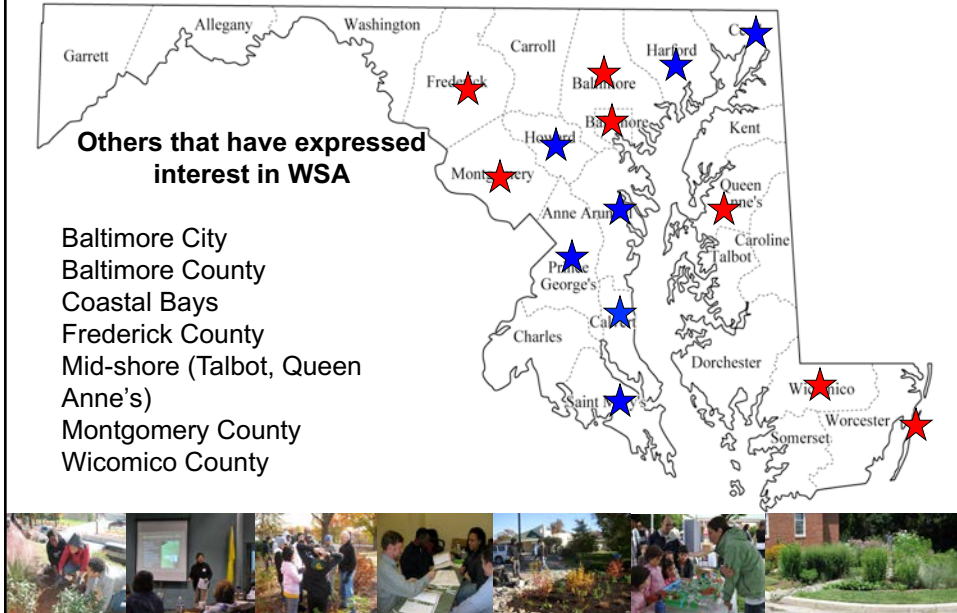 Garrett
Allegany
Washington
Frederick
Carroll
Baltimore
Harford
Baltimore
Howard
Montgomery
Kent
Queen
Anne's
Anne Arundel
Caroline
Talbot
Prince
George's
Calvert
Charles
Dorchester
Saint Mary's
Wicomico
Worcester
Somerset
Others that have expressed
interest in WSA
Baltimore City
Baltimore County
Coastal Bays
Frederick County
Mid-shore (Talbot, Queen
Anne’s)
Montgomery County
Wicomico County